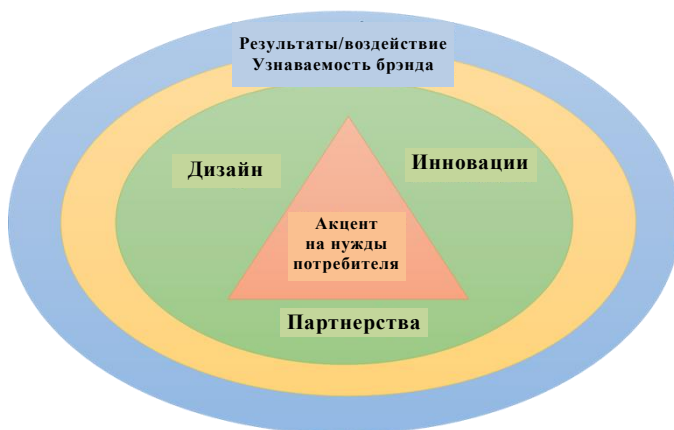 Результаты/воздействие
Узнаваемость брэнда
Дизайн
Инновации
Акцент
на нужды
потребителя
Партнерства